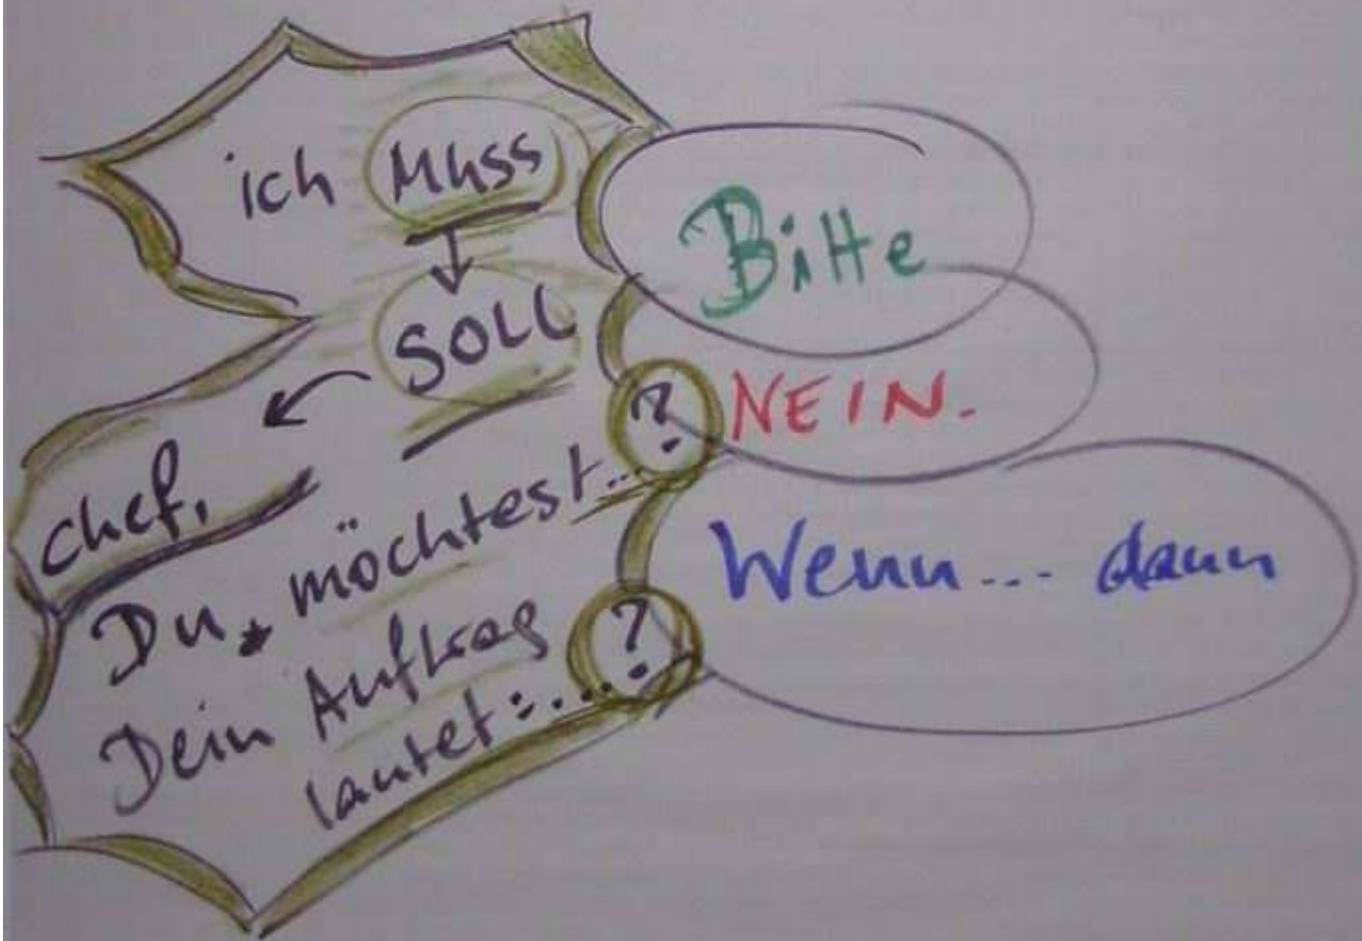 ich Muss
SOLL
chef,
Du, möchtest...?
Dein Auftrag
lautet:....?
Bitte
NEIN.
Wenn... dann